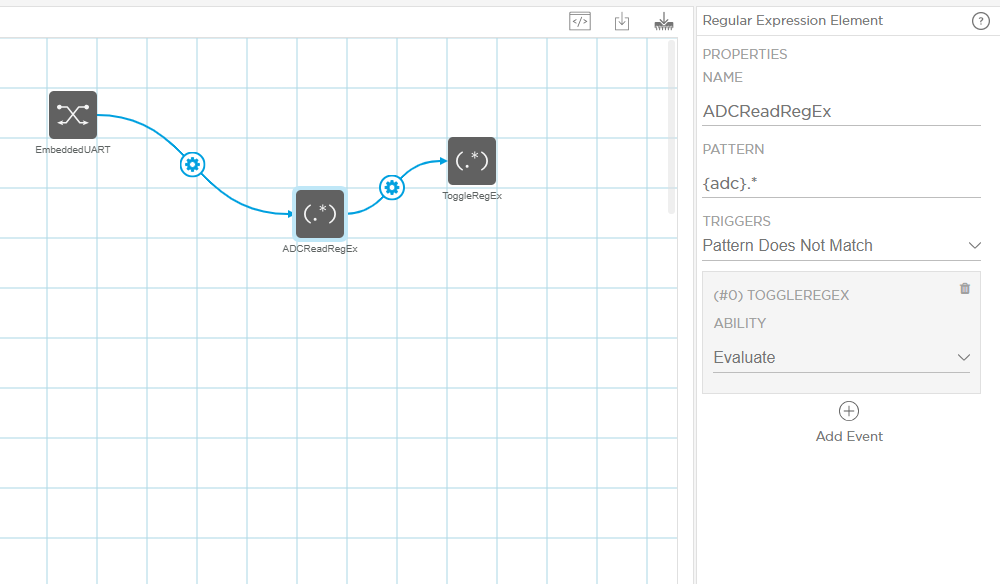 </>
EmbeddedUART
(.*)
ToggleRegEx
(.*)
ADCReadRegEx
Regular Expression Element
?
PROPERTIES
NAME
ADCReadRegEx
PATTERN
{adc}.*
TRIGGERS
Pattern Does Not Match
(#0) TOGGLEREGEX
ABILITY
Evaluate
Add Event